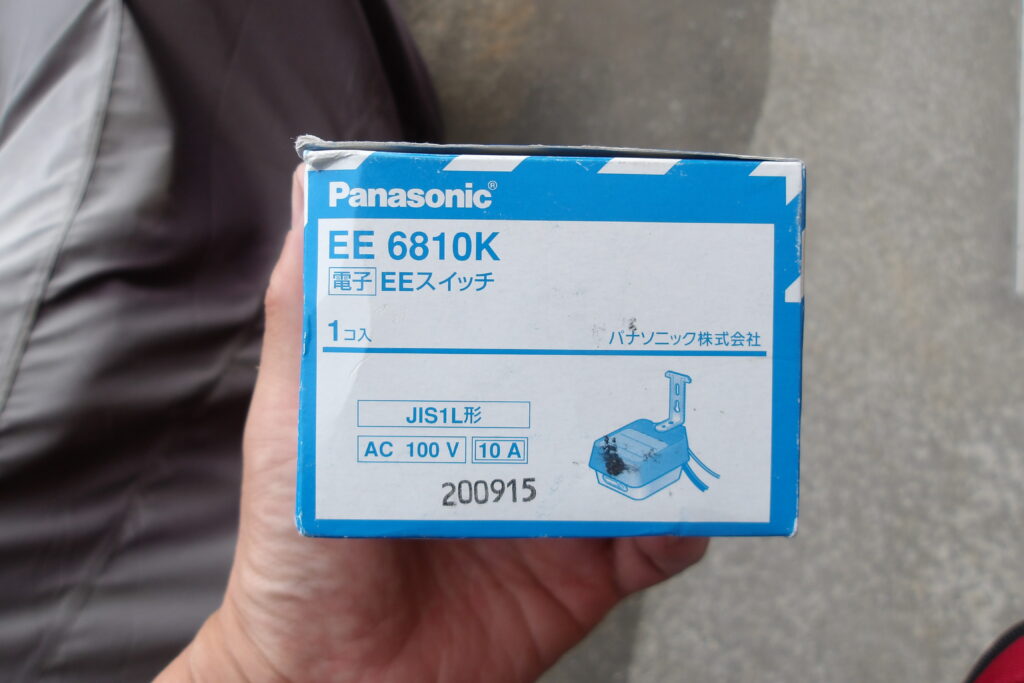 Panasonic®
EE 6810K
電子 EEスイッチ
1コ入
パナソニック株式会社
JIS1L形
AC 100 V 10 A
200915